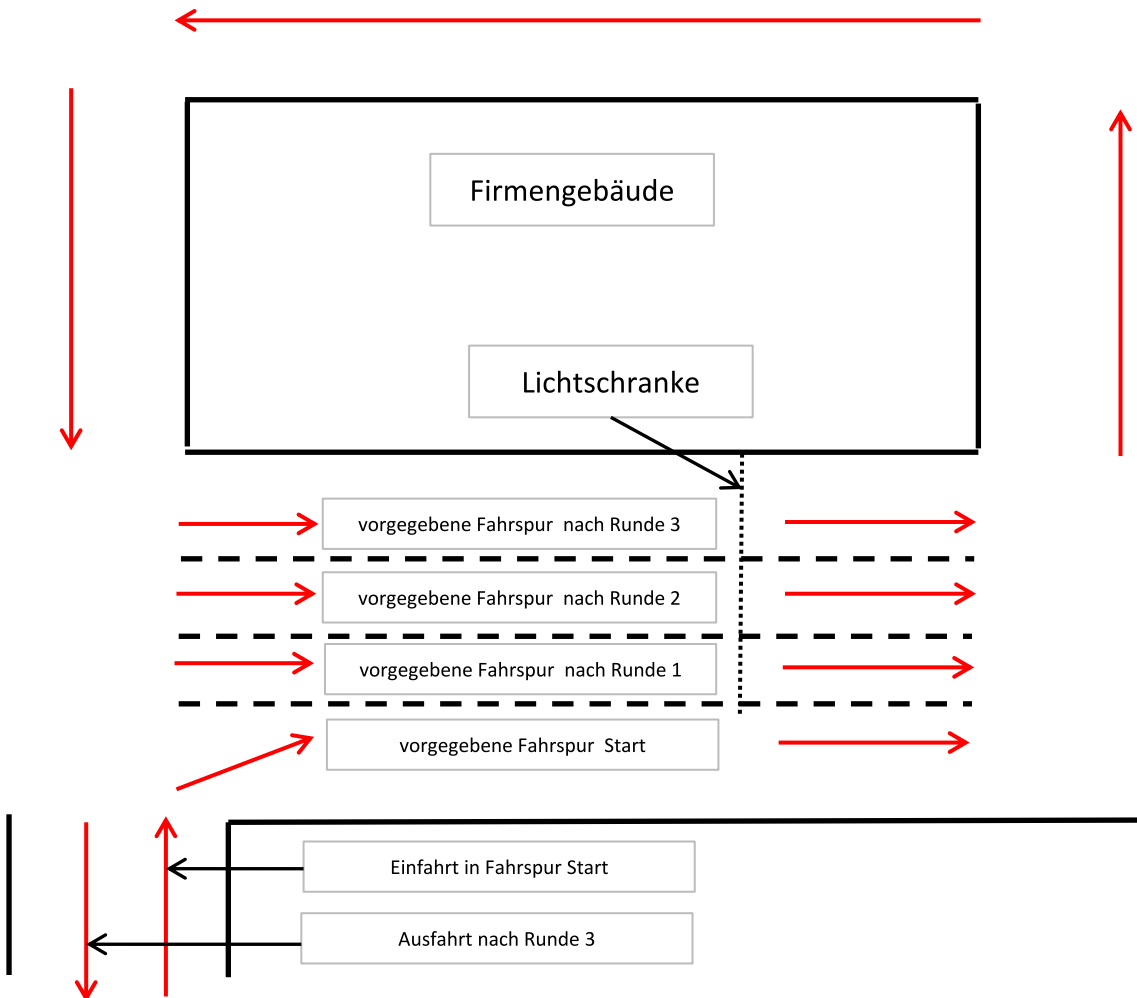 Firmengebäude
Lichtschranke
vorgegebene Fahrspur nach Runde 3
vorgegebene Fahrspur nach Runde 2
vorgegebene Fahrspur nach Runde 1
vorgegebene Fahrspur Start
Einfahrt in Fahrspur Start
Ausfahrt nach Runde 3